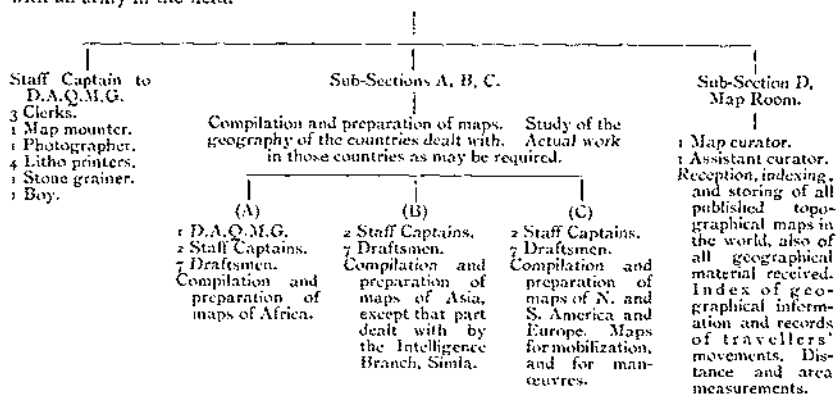 with an army in the field.
Staff Captain to
D.A.Q.M.G.
3 Clerks.
1 Map mounter.
1 Photographer.
4 Litho printers.
1 Stone grainer.
1 Boy.
Sub-Sections A, B, C.
Compilation and preparation of maps. Study of the
geography of the countries dealt with. Actual work
in those countries as may be required.
(A)
1 D.A.Q.M.G.
2 Staff Captains.
7 Draftsmen.
Compilation and
preparation of
maps of Africa.
(B)
2 Staff Captains.
7 Draftsmen.
Compilation and
preparation of
maps of Asia,
except that part
dealt with by
the Intelligence
Branch, Simla.
(C)
2 Staff Captains.
7 Draftsmen.
Compilation and
preparation of
maps of N. and
S. America and
Europe. Maps
for mobilization,
and for man-
œuvres.
Sub-Section D,
Map Room.
1 Map curator.
1 Assistant curator.
Reception, indexing,
and storing of all
published topo-
graphical maps in
the world, also of
all geographical
material received.
Index of geo-
graphical inform-
ation and records
of travellers'
movements. Dis-
tance and area
measurements.